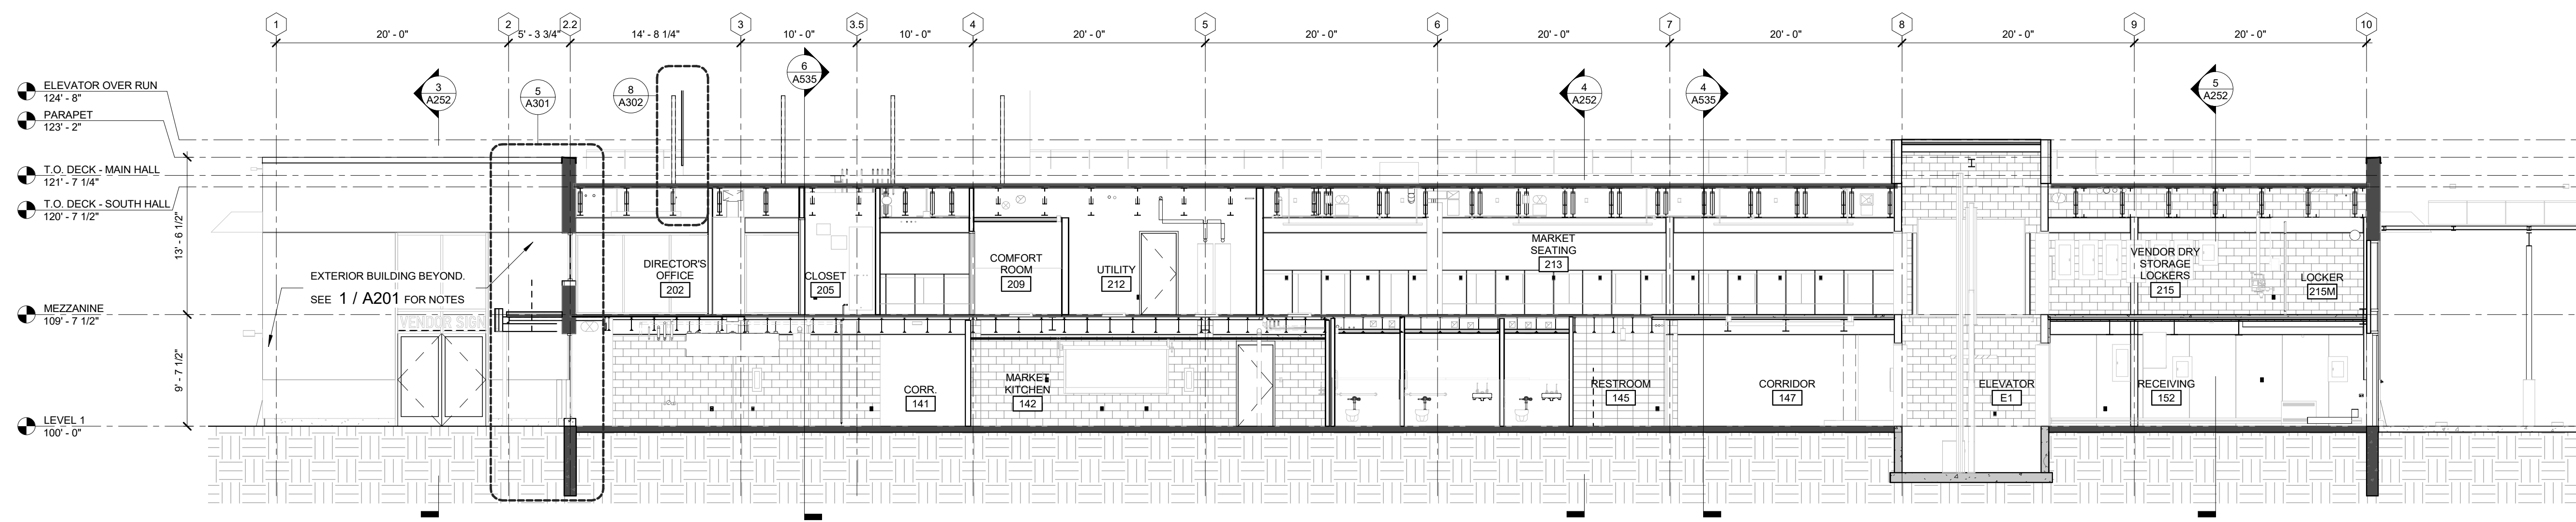 1
2
2.2
3
3.5
4
5
6
7
8
9
10
20' - 0"
5' - 3 3/4"
14' - 8 1/4"
10' - 0"
10' - 0"
20' - 0"
20' - 0"
20' - 0"
20' - 0"
20' - 0"
20' - 0"
3
A252
5
A301
8
A302
6
A535
4
A252
4
A535
5
A252
ELEVATOR OVER RUN
124' - 8"
PARAPET
123' - 2"
T.O. DECK - MAIN HALL
121' - 7 1/4"
T.O. DECK - SOUTH HALL
120' - 7 1/2"
MEZZANINE
109' - 7 1/2"
LEVEL 1
100' - 0"
13' - 6 1/2"
9' - 7 1/2"
EXTERIOR BUILDING BEYOND.
SEE 1 / A201 FOR NOTES
VENDOR SIGN
DIRECTOR'S
OFFICE
202
CLOSET
205
COMFORT
ROOM
209
UTILITY
212
MARKET
SEATING
213
VENDOR DRY
STORAGE
LOCKERS
215
LOCKER
215M
CORR.
141
MARKET
KITCHEN
142
RESTROOM
145
CORRIDOR
147
ELEVATOR
E1
RECEIVING
152